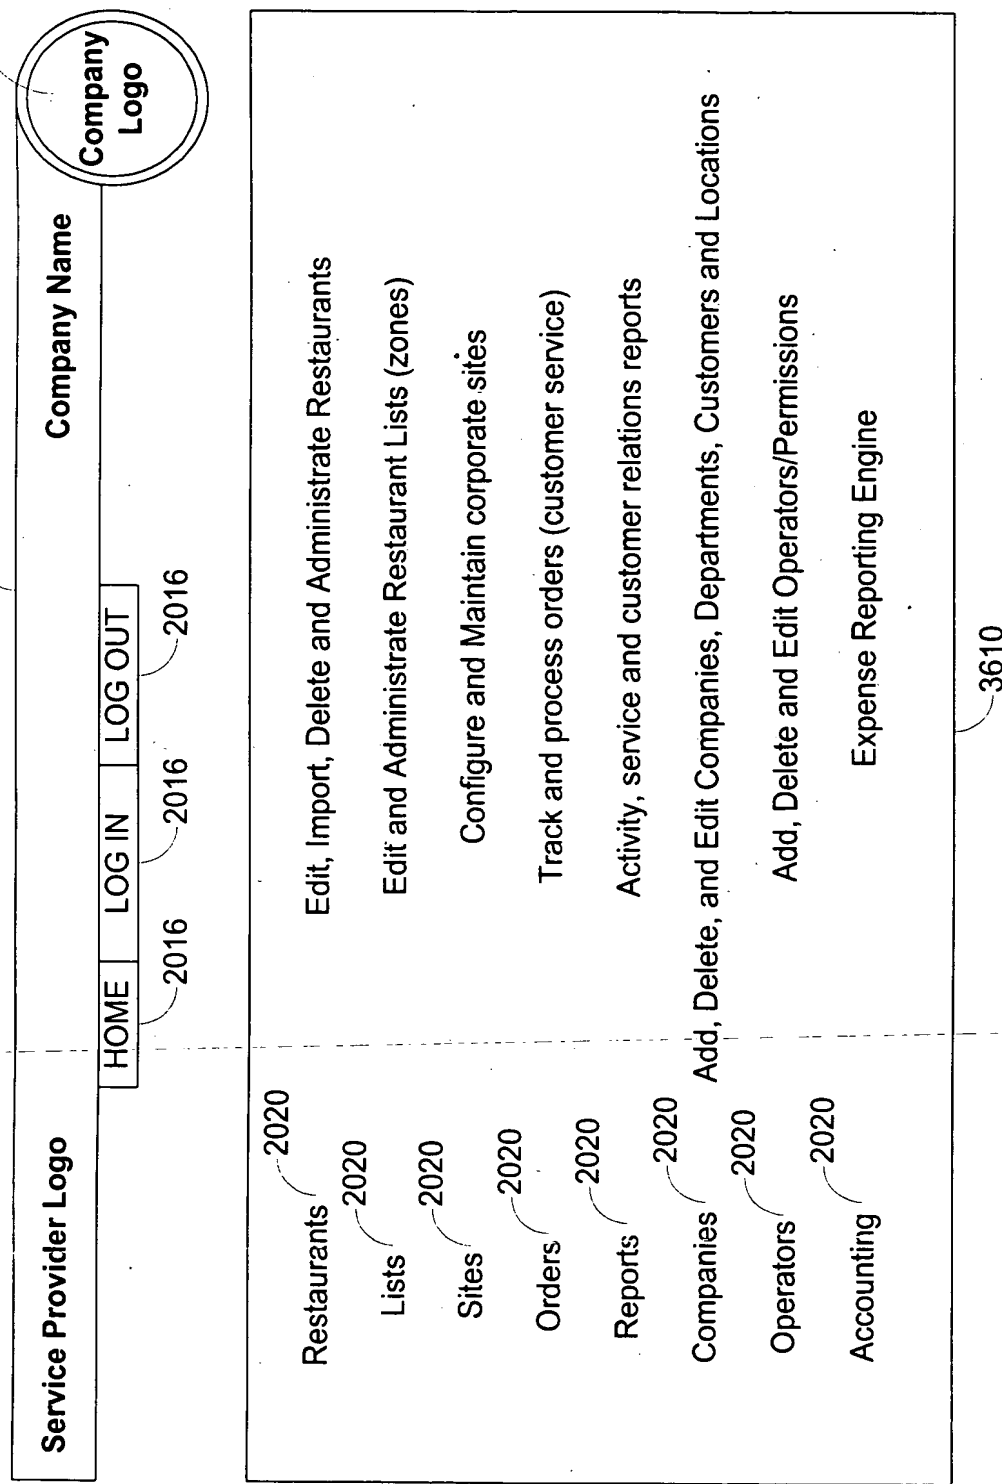 Service Provider Logo
Company Name
Company
Logo
HOME
LOG IN
LOG OUT
2016
2016
2016
2020
Restaurants
Edit, Import, Delete and Administrate Restaurants
2020
Lists
Edit and Administrate Restaurant Lists (zones)
2020
Sites
Configure and Maintain corporate sites
2020
Orders
Track and process orders (customer service)
2020
Reports
Activity, service and customer relations reports
2020
Companies
Add, Delete, and Edit Companies, Departments, Customers and Locations
2020
Operators
Add, Delete and Edit Operators/Permissions
2020
Accounting
Expense Reporting Engine
3610